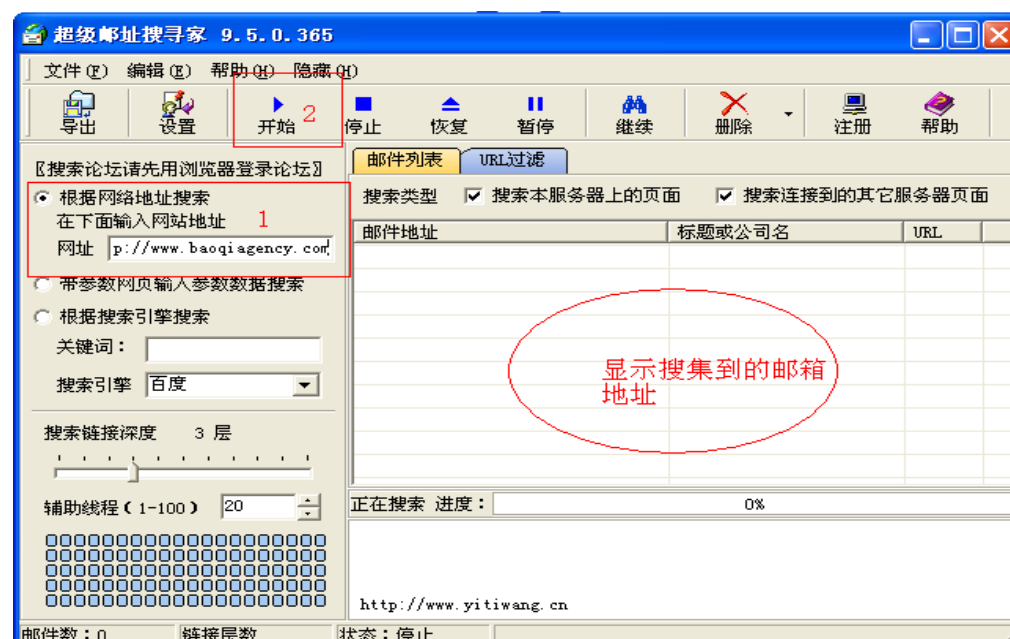 超级邮址搜寻家 9.5.0.365
文件(F) 编辑(E) 帮助(H) 隐藏(H)
导出 设置 开始 2 停止 恢复 暂停 继续 删除 注册 帮助
〖搜索论坛请先用浏览器登录论坛〗
根据网络地址搜索
在下面输入网站地址 1
网址 p://www.baoqiagency.com
带参数网页输入参数数据搜索
根据搜索引擎搜索
关键词：
搜索引擎 百度
搜索链接深度 3 层
辅助线程(1-100) 20
邮件列表 URL过滤
搜索类型 搜索本服务器上的页面 搜索连接到的其它服务器页面
邮件地址 标题或公司名 URL
显示搜集到的邮箱
地址
正在搜索 进度： 0%
http://www.yitiwang.cn
邮件数：0 链接层数 状态：停止